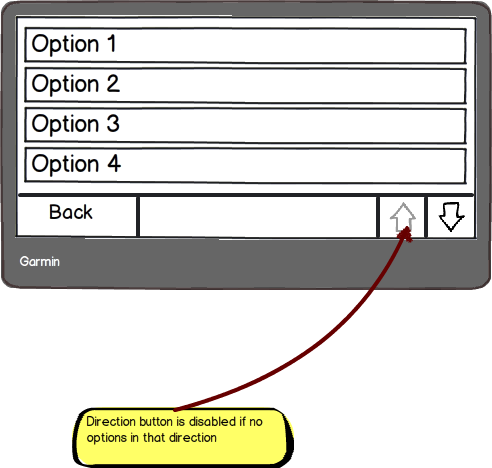 Option 1
Option 2
Option 3
Option 4
Back
Garmin
Direction button is disabled if no
options in that direction